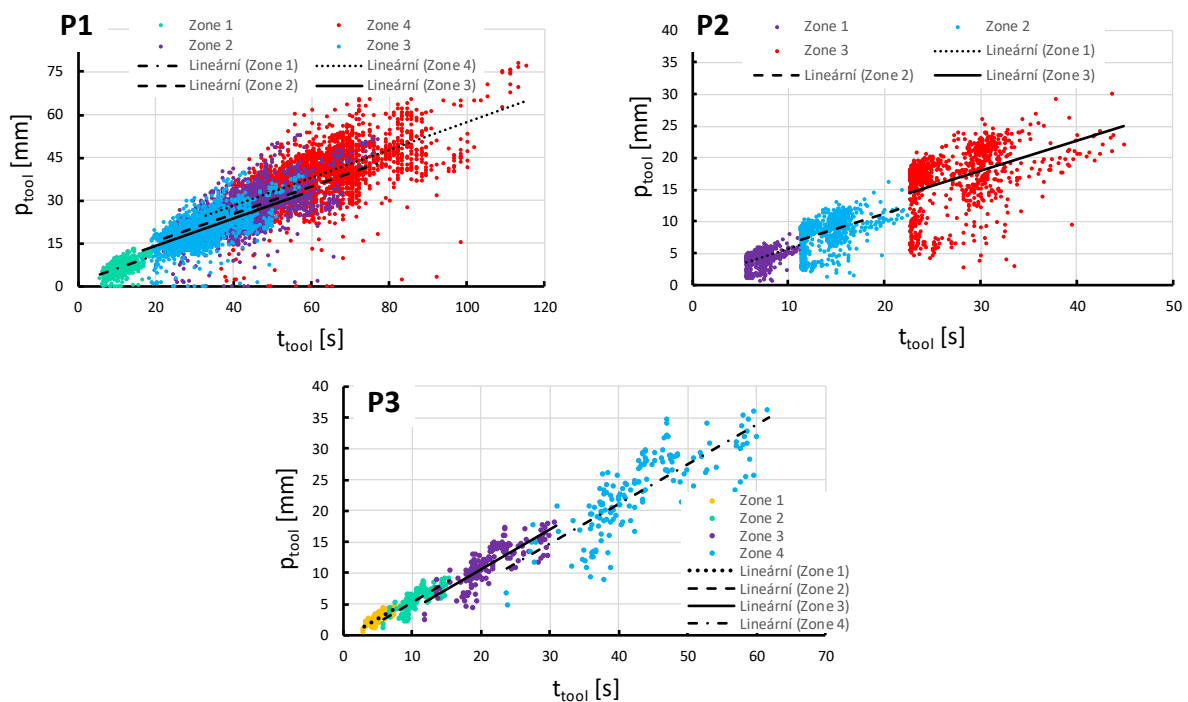 P1
Zone 1
Zone 4
Zone 2
Zone 3
Lineární (Zone 1)
Lineární (Zone 4)
Lineární (Zone 2)
Lineární (Zone 3)
75
60
45
30
15
0
p_tool [mm]
0 20 40 60 80 100 120
t_tool [s]
P2
Zone 1
Zone 2
Zone 3
Lineární (Zone 1)
Lineární (Zone 2)
Lineární (Zone 3)
40
35
30
25
20
15
10
5
0
p_tool [mm]
0 10 20 30 40 50
t_tool [s]
P3
40
35
30
25
20
15
10
5
0
p_tool [mm]
Zone 1
Zone 2
Zone 3
Zone 4
Lineární (Zone 1)
Lineární (Zone 2)
Lineární (Zone 3)
Lineární (Zone 4)
0 10 20 30 40 50 60 70
t_tool [s]